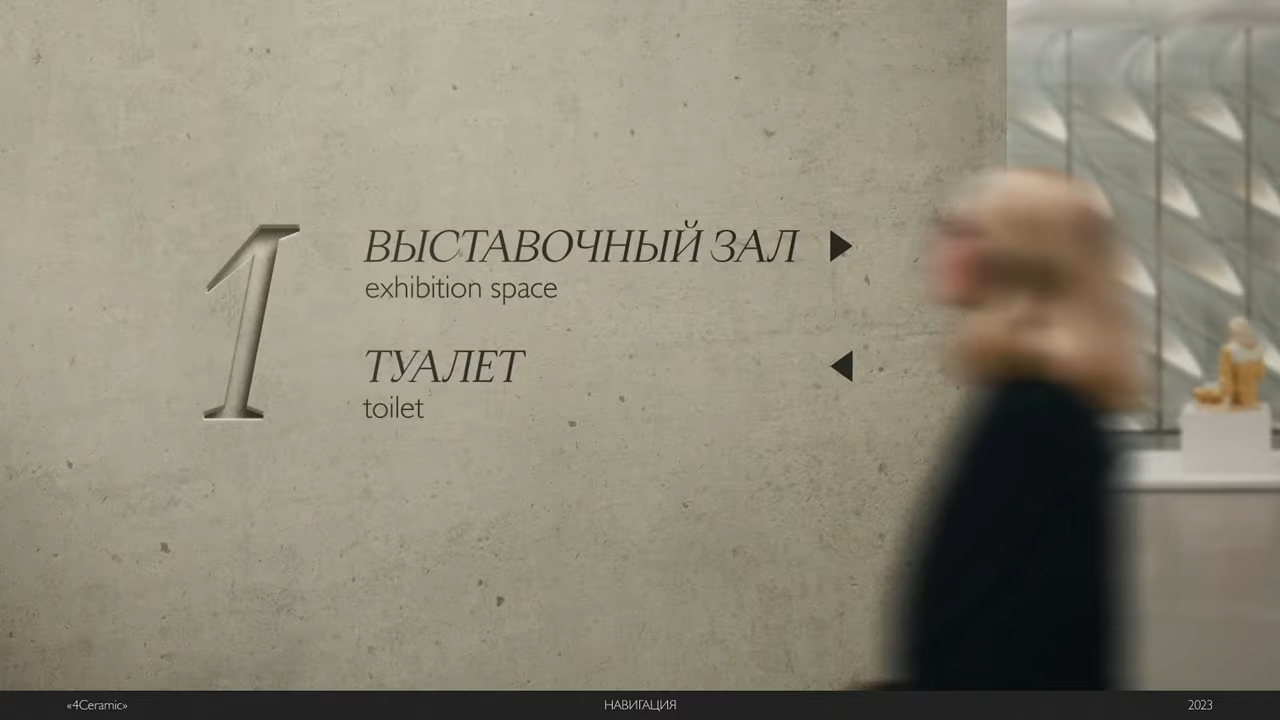 1
ВЫСТАВОЧНЫЙ ЗАЛ ▶
exhibition space
ТУАЛЕТ ◀
toilet
«4Ceramic» НАВИГАЦИЯ 2023